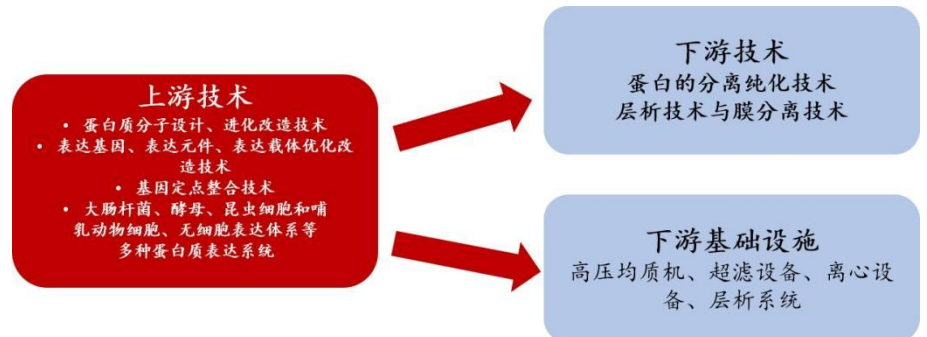 上游技术
• 蛋白质分子设计、进化改造技术
• 表达基因、表达元件、表达载体优化改
造技术
• 基因定点整合技术
• 大肠杆菌、酵母、昆虫细胞和哺
乳动物细胞、无细胞表达体系等
多种蛋白质表达系统
下游技术
蛋白的分离纯化技术
层析技术与膜分离技术
下游基础设施
高压均质机、超滤设备、离心设
备、层析系统